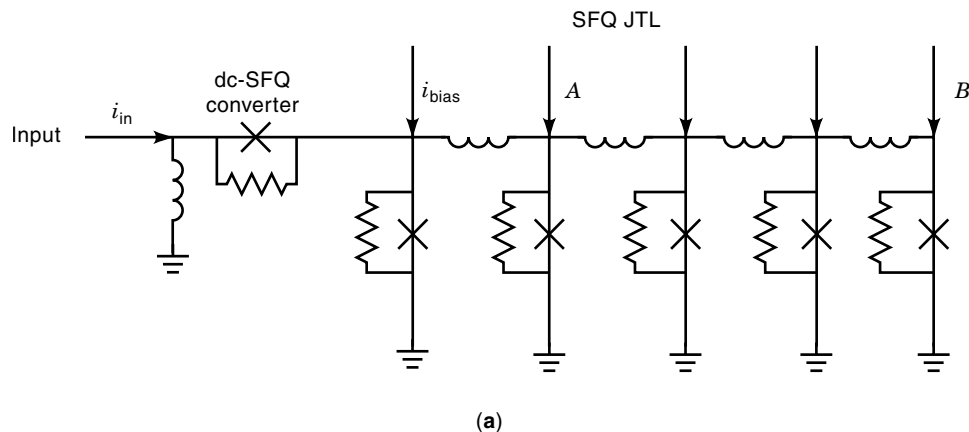 SFQ JTL
dc-SFQ
converter
i_in
i_bias
A
B
Input
(a)